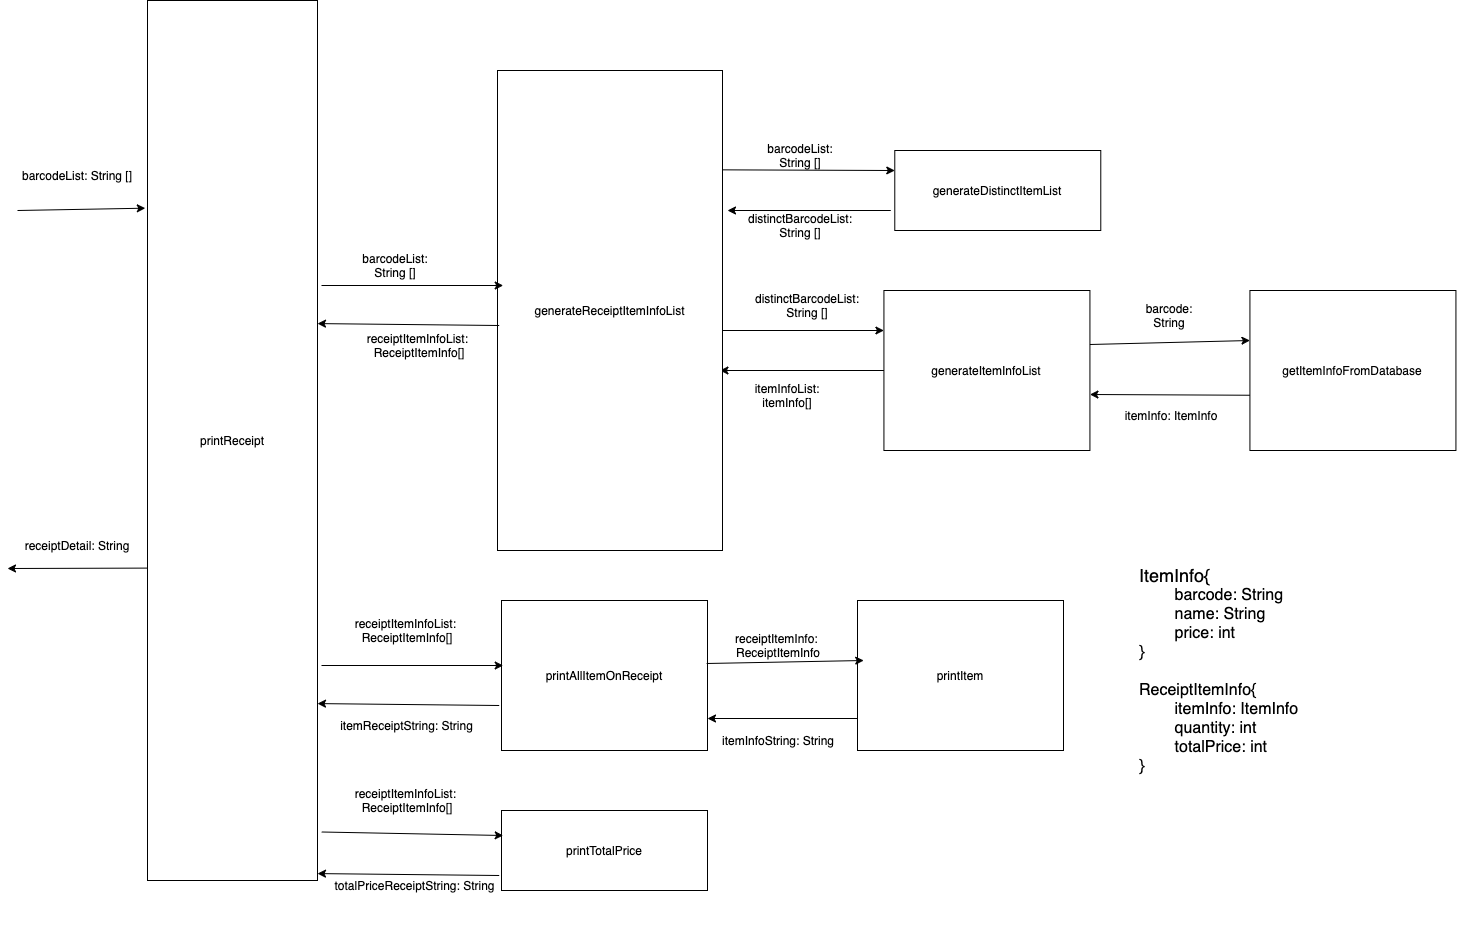 barcodeList: String []
printReceipt
receiptDetail: String
barcodeList:
String []
receiptItemInfoList:
ReceiptItemInfo[]
generateReceiptItemInfoList
barcodeList:
String []
distinctBarcodeList:
String []
generateDistinctItemList
distinctBarcodeList:
String []
itemInfoList:
itemInfo[]
generateItemInfoList
barcode:
String
itemInfo: ItemInfo
getItemInfoFromDatabase
receiptItemInfoList:
ReceiptItemInfo[]
itemReceiptString: String
printAllItemOnReceipt
receiptItemInfo:
ReceiptItemInfo
itemInfoString: String
printItem
receiptItemInfoList:
ReceiptItemInfo[]
totalPriceReceiptString: String
printTotalPrice
ItemInfo{
barcode: String
name: String
price: int
}
ReceiptItemInfo{
itemInfo: ItemInfo
quantity: int
totalPrice: int
}